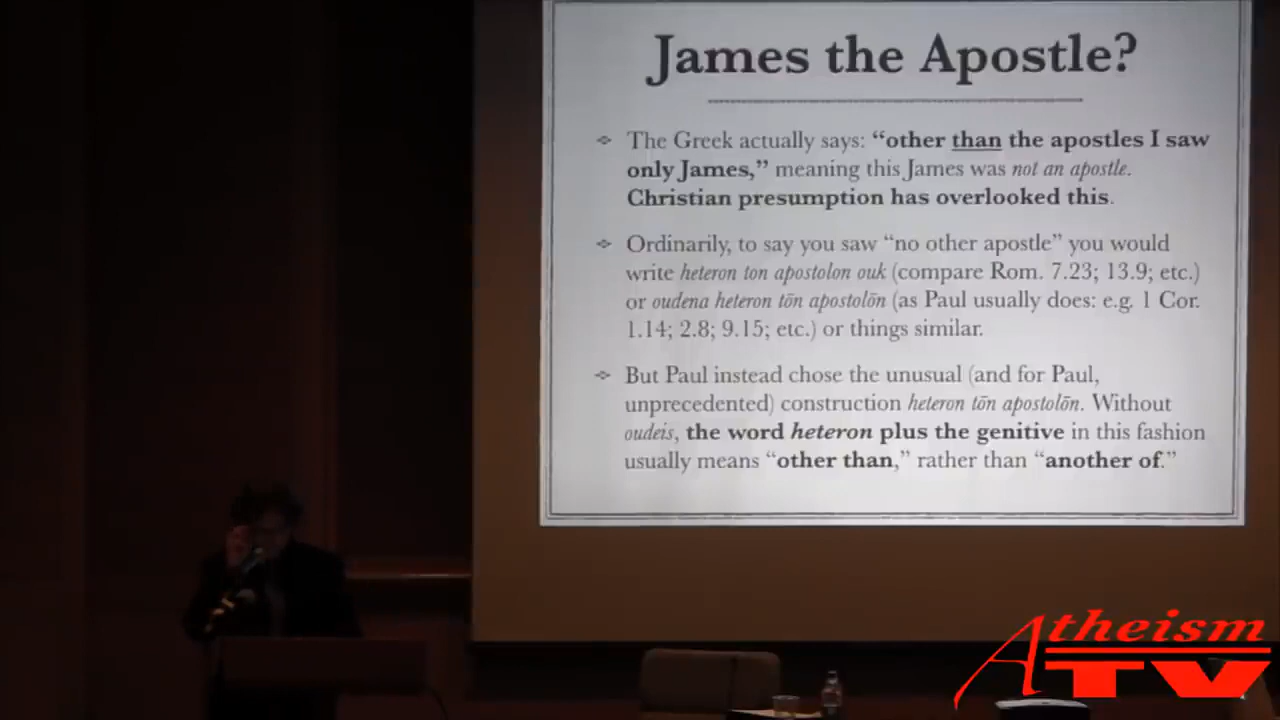 James the Apostle?
The Greek actually says: “other than the apostles I saw
only James,” meaning this James was not an apostle.
Christian presumption has overlooked this.
Ordinarily, to say you saw “no other apostle” you would
write heteron ton apostolon ouk (compare Rom. 7.23; 13.9; etc.)
or oudena heteron tōn apostolōn (as Paul usually does: e.g. 1 Cor.
1.14; 2.8; 9.15; etc.) or things similar.
But Paul instead chose the unusual (and for Paul,
unprecedented) construction heteron tōn apostolōn. Without
oudeis, the word heteron plus the genitive in this fashion
usually means “other than,” rather than “another of.”
Atheism
TV